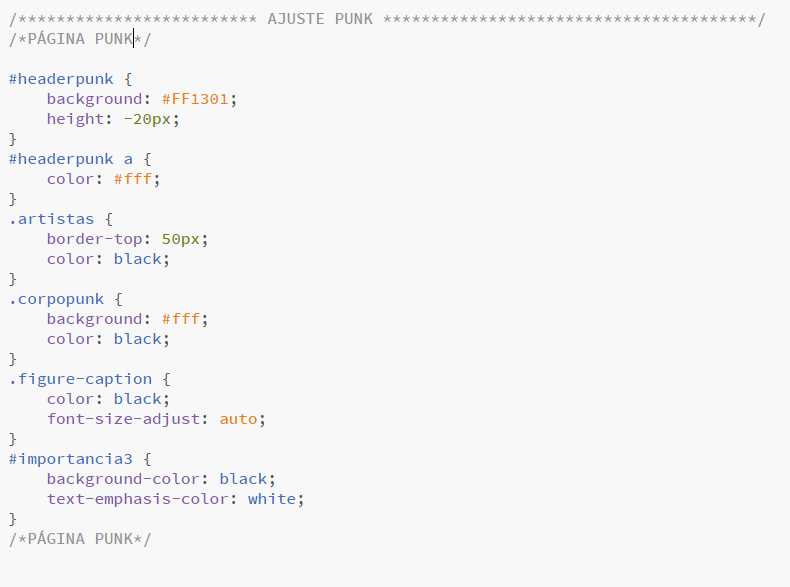 /************************* AJUSTE PUNK ***************************************/
/*PÁGINA PUNK*/
#headerpunk {
background: #FF1301;
height: -20px;
}
#headerpunk a {
color: #fff;
}
.artistas {
border-top: 50px;
color: black;
}
.corpopunk {
background: #fff;
color: black;
}
.figure-caption {
color: black;
font-size-adjust: auto;
}
#importancia3 {
background-color: black;
text-emphasis-color: white;
}
/*PÁGINA PUNK*/